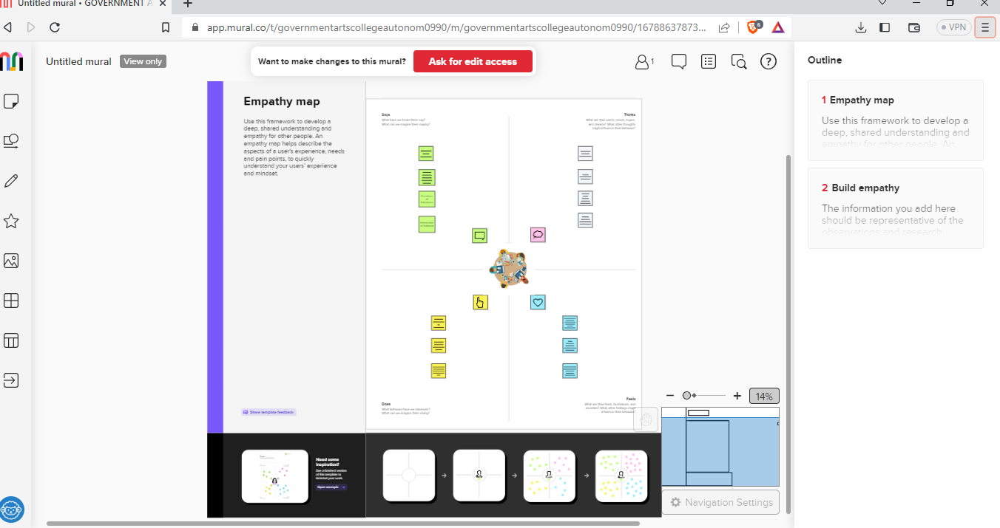 Untitled mural • GOVERNMENT A
app.mural.co/t/governmentartscollegeautonom0990/m/governmentartscollegeautonom0990/16788637873...
6
VPN
Untitled mural
View only
Want to make changes to this mural?
Ask for edit access
1
Outline
1 Empathy map
Use this framework to develop a
deep, shared understanding and
empathy for other people. An
2 Build empathy
The information you add here
should be representative of the
observations and research
Empathy map
Use this framework to develop a
deep, shared understanding and
empathy for other people. An
empathy map helps describe the
aspects of a user's experience, needs
and pain points, to quickly
understand your users' experience
and mindset.
Says
What have we heard them say?
What can we imagine them saying?
Thinks
What are their wants, needs, hopes,
and dreams? What other thoughts
might influence their behavior?
Does
What behavior have we observed?
What can we imagine them doing?
Feels
What are their fears, frustrations, and
anxieties? What other feelings might
influence their behavior?
Share template feedback
Need some
inspiration?
See a finished version
of this template to
kickstart your work.
Open example
14%
Navigation Settings